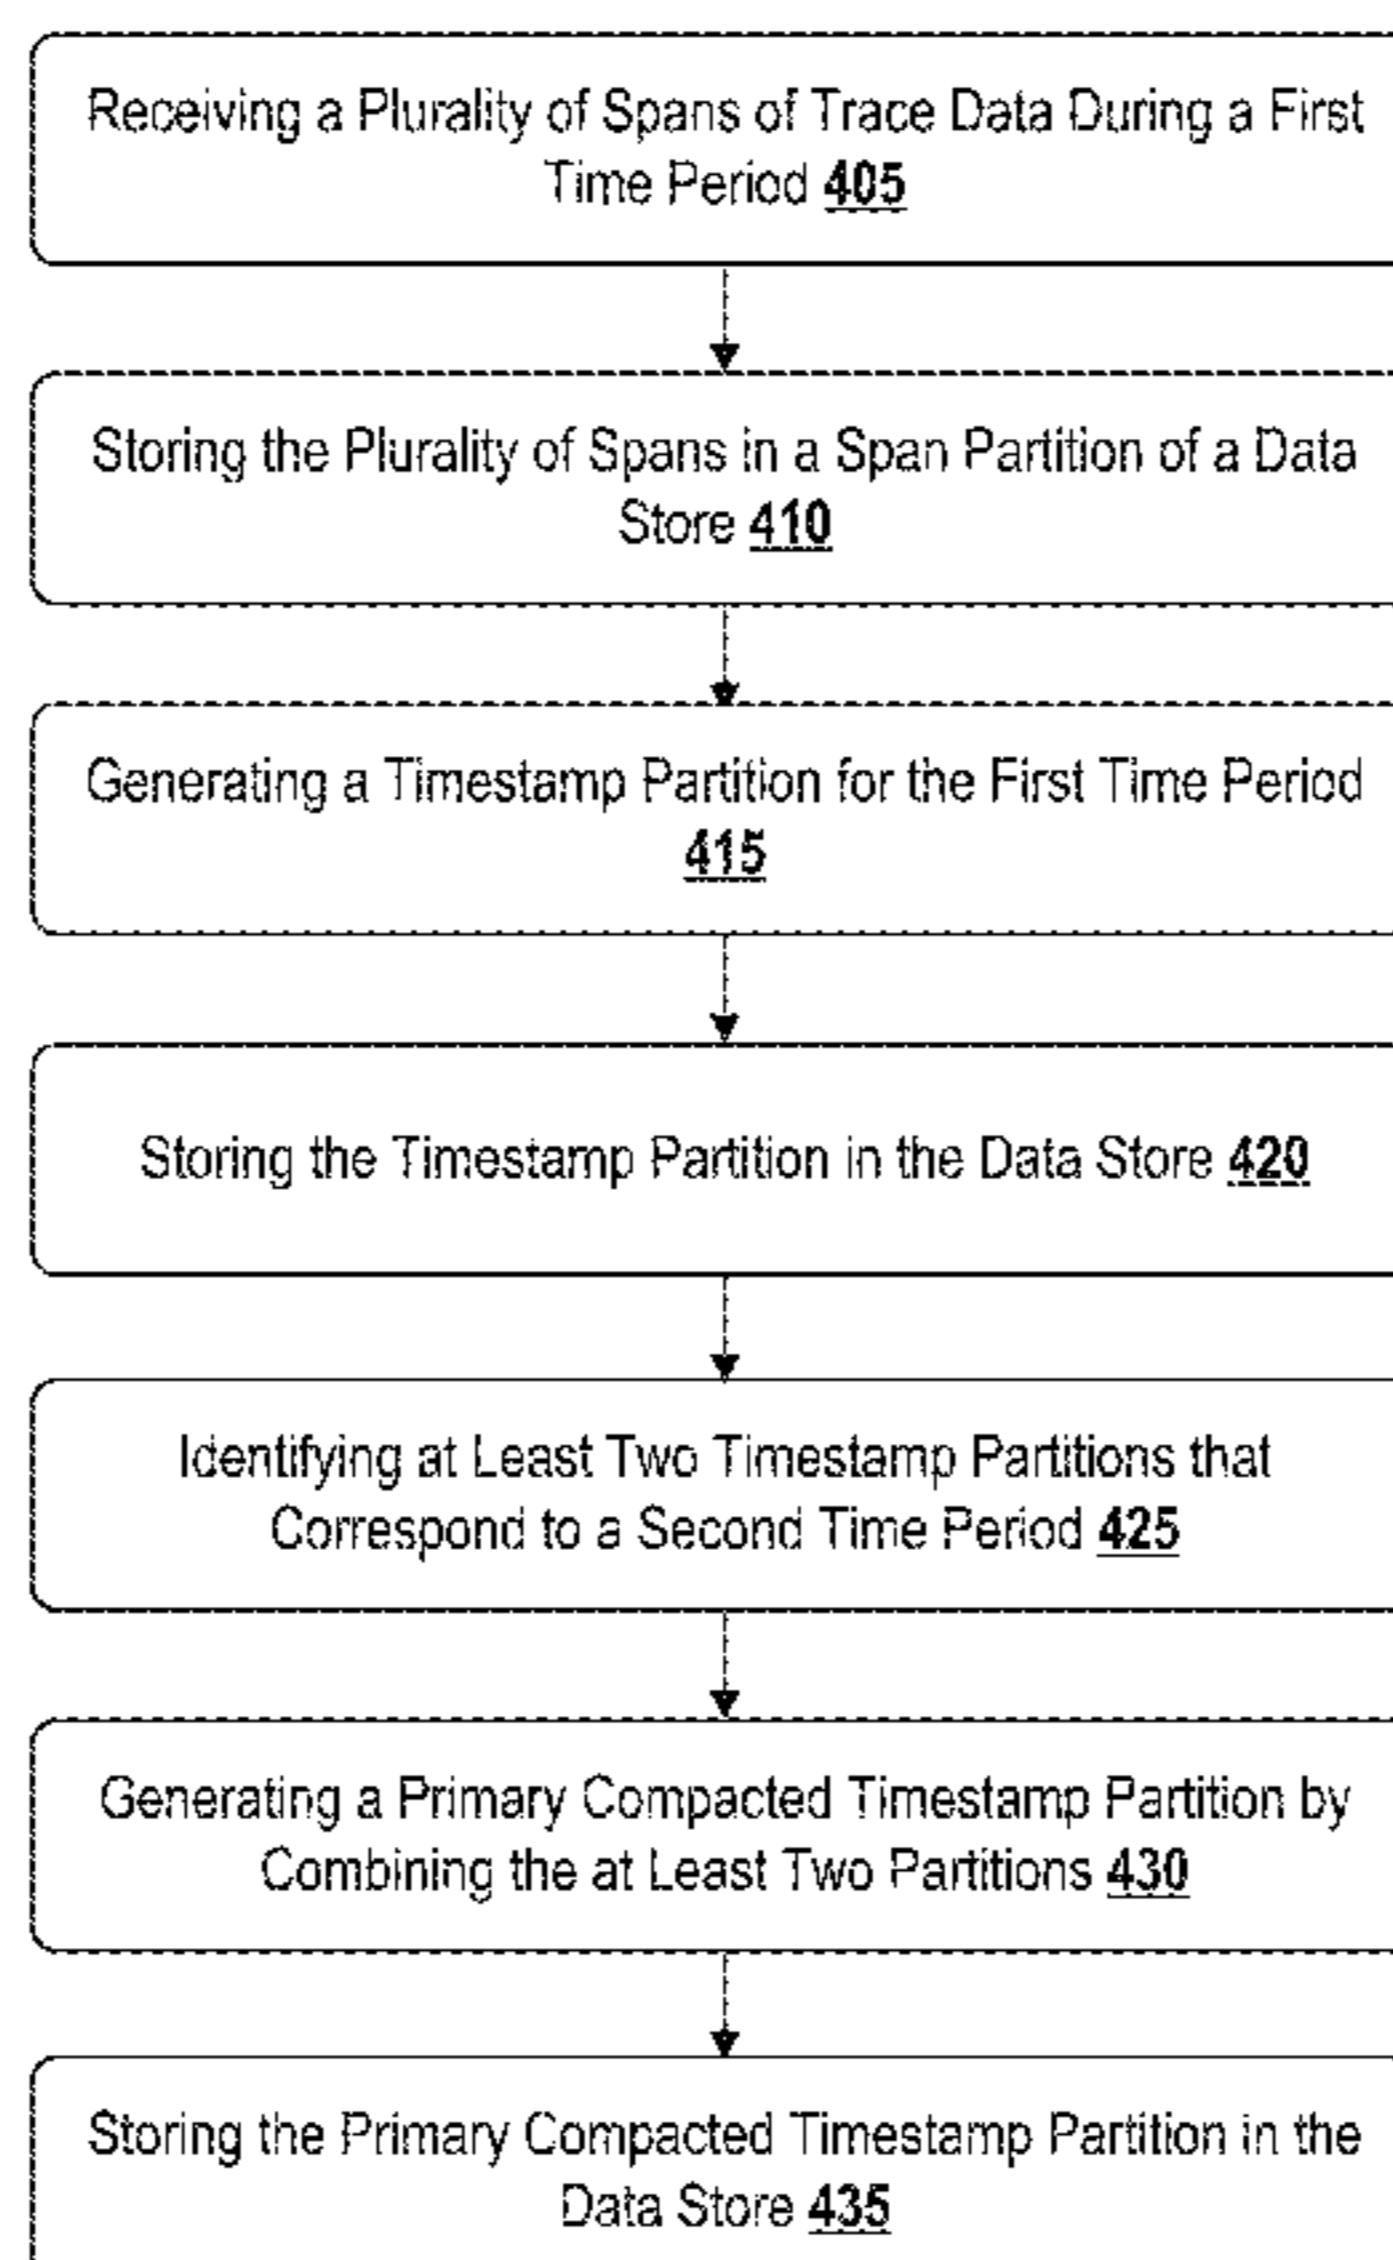 Receiving a Plurality of Spans of Trace Data During a First
Time Period 405
Storing the Plurality of Spans in a Span Partition of a Data
Store 410
Generating a Timestamp Partition for the First Time Period
415
Storing the Timestamp Partition in the Data Store 420
Identifying at Least Two Timestamp Partitions that
Correspond to a Second Time Period 425
Generating a Primary Compacted Timestamp Partition by
Combining the at Least Two Partitions 430
Storing the Primary Compacted Timestamp Partition in the
Data Store 435